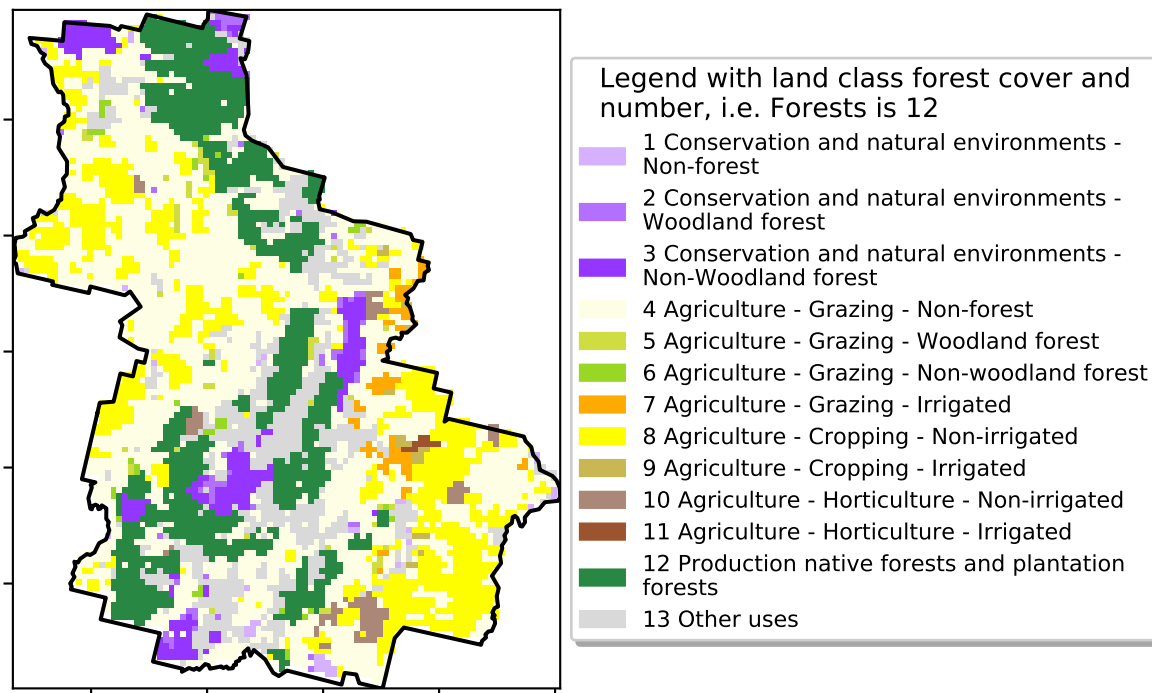 Legend with land class forest cover and
number, i.e. Forests is 12
1 Conservation and natural environments -
Non-forest
2 Conservation and natural environments -
Woodland forest
3 Conservation and natural environments -
Non-Woodland forest
4 Agriculture - Grazing - Non-forest
5 Agriculture - Grazing - Woodland forest
6 Agriculture - Grazing - Non-woodland forest
7 Agriculture - Grazing - Irrigated
8 Agriculture - Cropping - Non-irrigated
9 Agriculture - Cropping - Irrigated
10 Agriculture - Horticulture - Non-irrigated
11 Agriculture - Horticulture - Irrigated
12 Production native forests and plantation
forests
13 Other uses